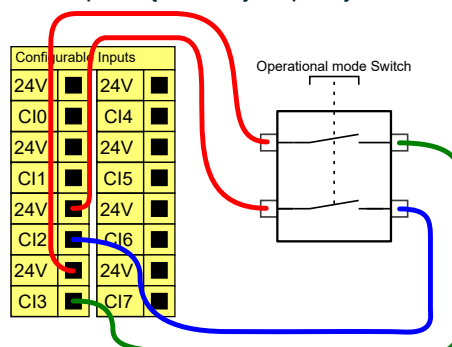 Configurable Inputs
Operational mode Switch
24V 24V
CI0 CI4
24V 24V
CI1 CI5
24V 24V
CI2 CI6
24V 24V
CI3 CI7